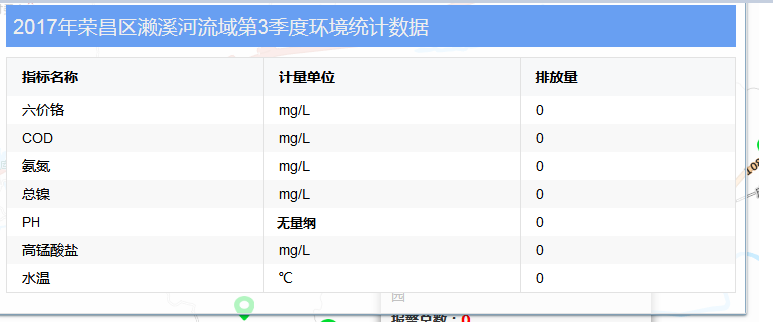 2017年荣昌区濑溪河流域第3季度环境统计数据
指标名称 计量单位 排放量
六价铬 mg/L 0
COD mg/L 0
氨氮 mg/L 0
总镍 mg/L 0
PH 无量纲 0
高锰酸盐 mg/L 0
水温 ℃ 0
园
报警总数：0